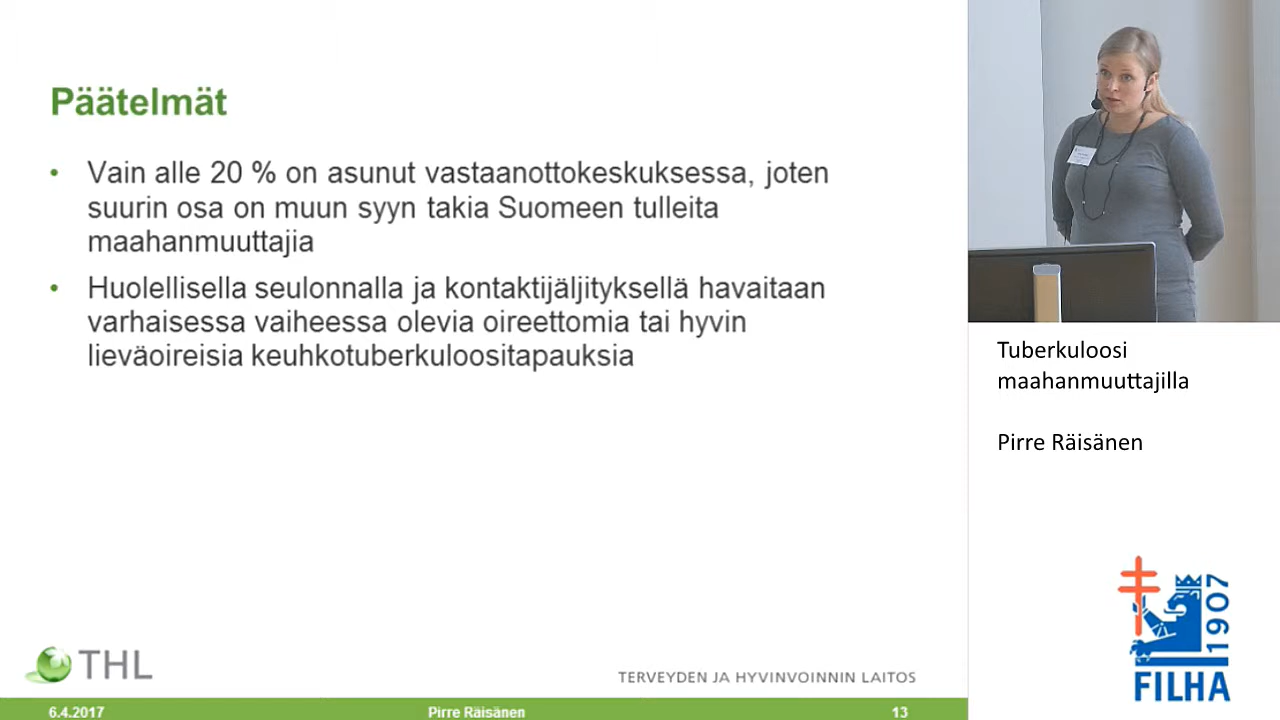 Päätelmät
• Vain alle 20 % on asunut vastaanottokeskuksessa, joten
suurin osa on muun syyn takia Suomeen tulleita
maahanmuuttajia
• Huolellisella seulonnalla ja kontaktijäljityksellä havaitaan
varhaisessa vaiheessa olevia oireettomia tai hyvin
lieväoireisia keuhkotuberkuloositapauksia
THL
TERVEYDEN JA HYVINVOINNIN LAITOS
6.4.2017
Pirre Räisänen
13
Tuberkuloosi
maahanmuuttajilla
Pirre Räisänen
1907
FILHA